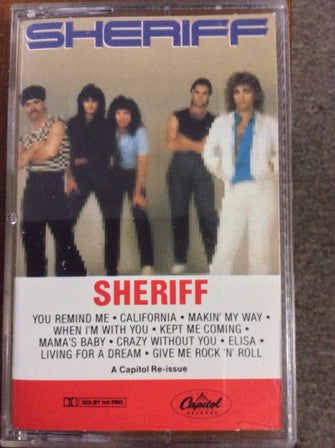 SHERIFF
SHERIFF
YOU REMIND ME • CALIFORNIA • MAKIN' MY WAY •
WHEN I'M WITH YOU • KEPT ME COMING •
MAMA'S BABY • CRAZY WITHOUT YOU • ELISA •
LIVING FOR A DREAM • GIVE ME ROCK 'N' ROLL
A Capitol Re-issue
DOLBY HX PRO
Capitol
RECORDS